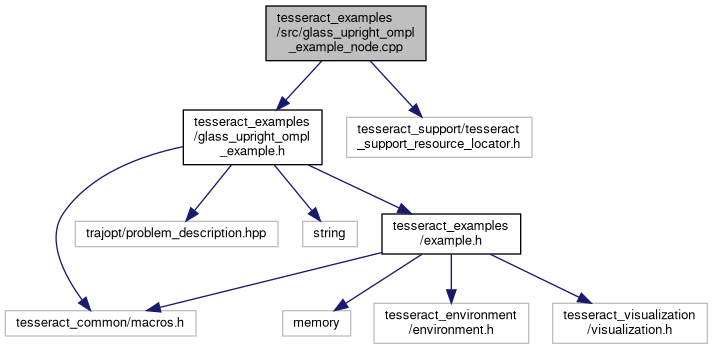 tesseract_examples
/src/glass_upright_ompl
_example_node.cpp
tesseract_examples
/glass_upright_ompl
_example.h
tesseract_support/tesseract
_support_resource_locator.h
trajopt/problem_description.hpp
string
tesseract_examples
/example.h
tesseract_common/macros.h
memory
tesseract_environment
/environment.h
tesseract_visualization
/visualization.h